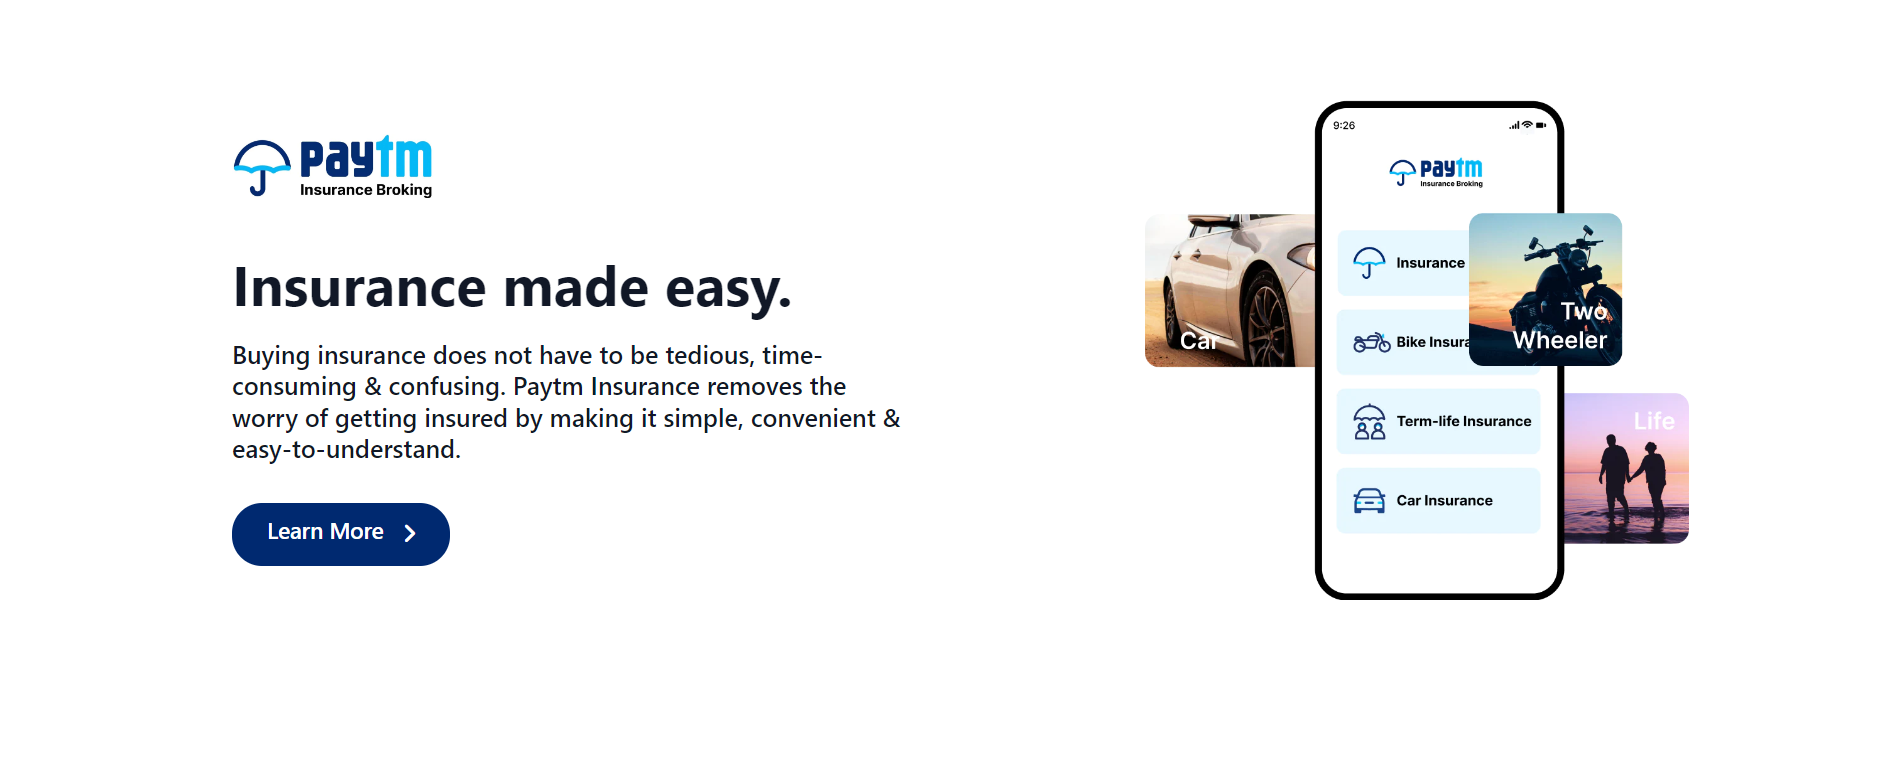 paytm
Insurance Broking
Insurance made easy.
Buying insurance does not have to be tedious, time-
consuming & confusing. Paytm Insurance removes the
worry of getting insured by making it simple, convenient &
easy-to-understand.
Learn More
9:26
paytm
Insurance Broking
Insurance
Bike Insura
Term-life Insurance
Car Insurance
Car
Two
Wheeler
Life